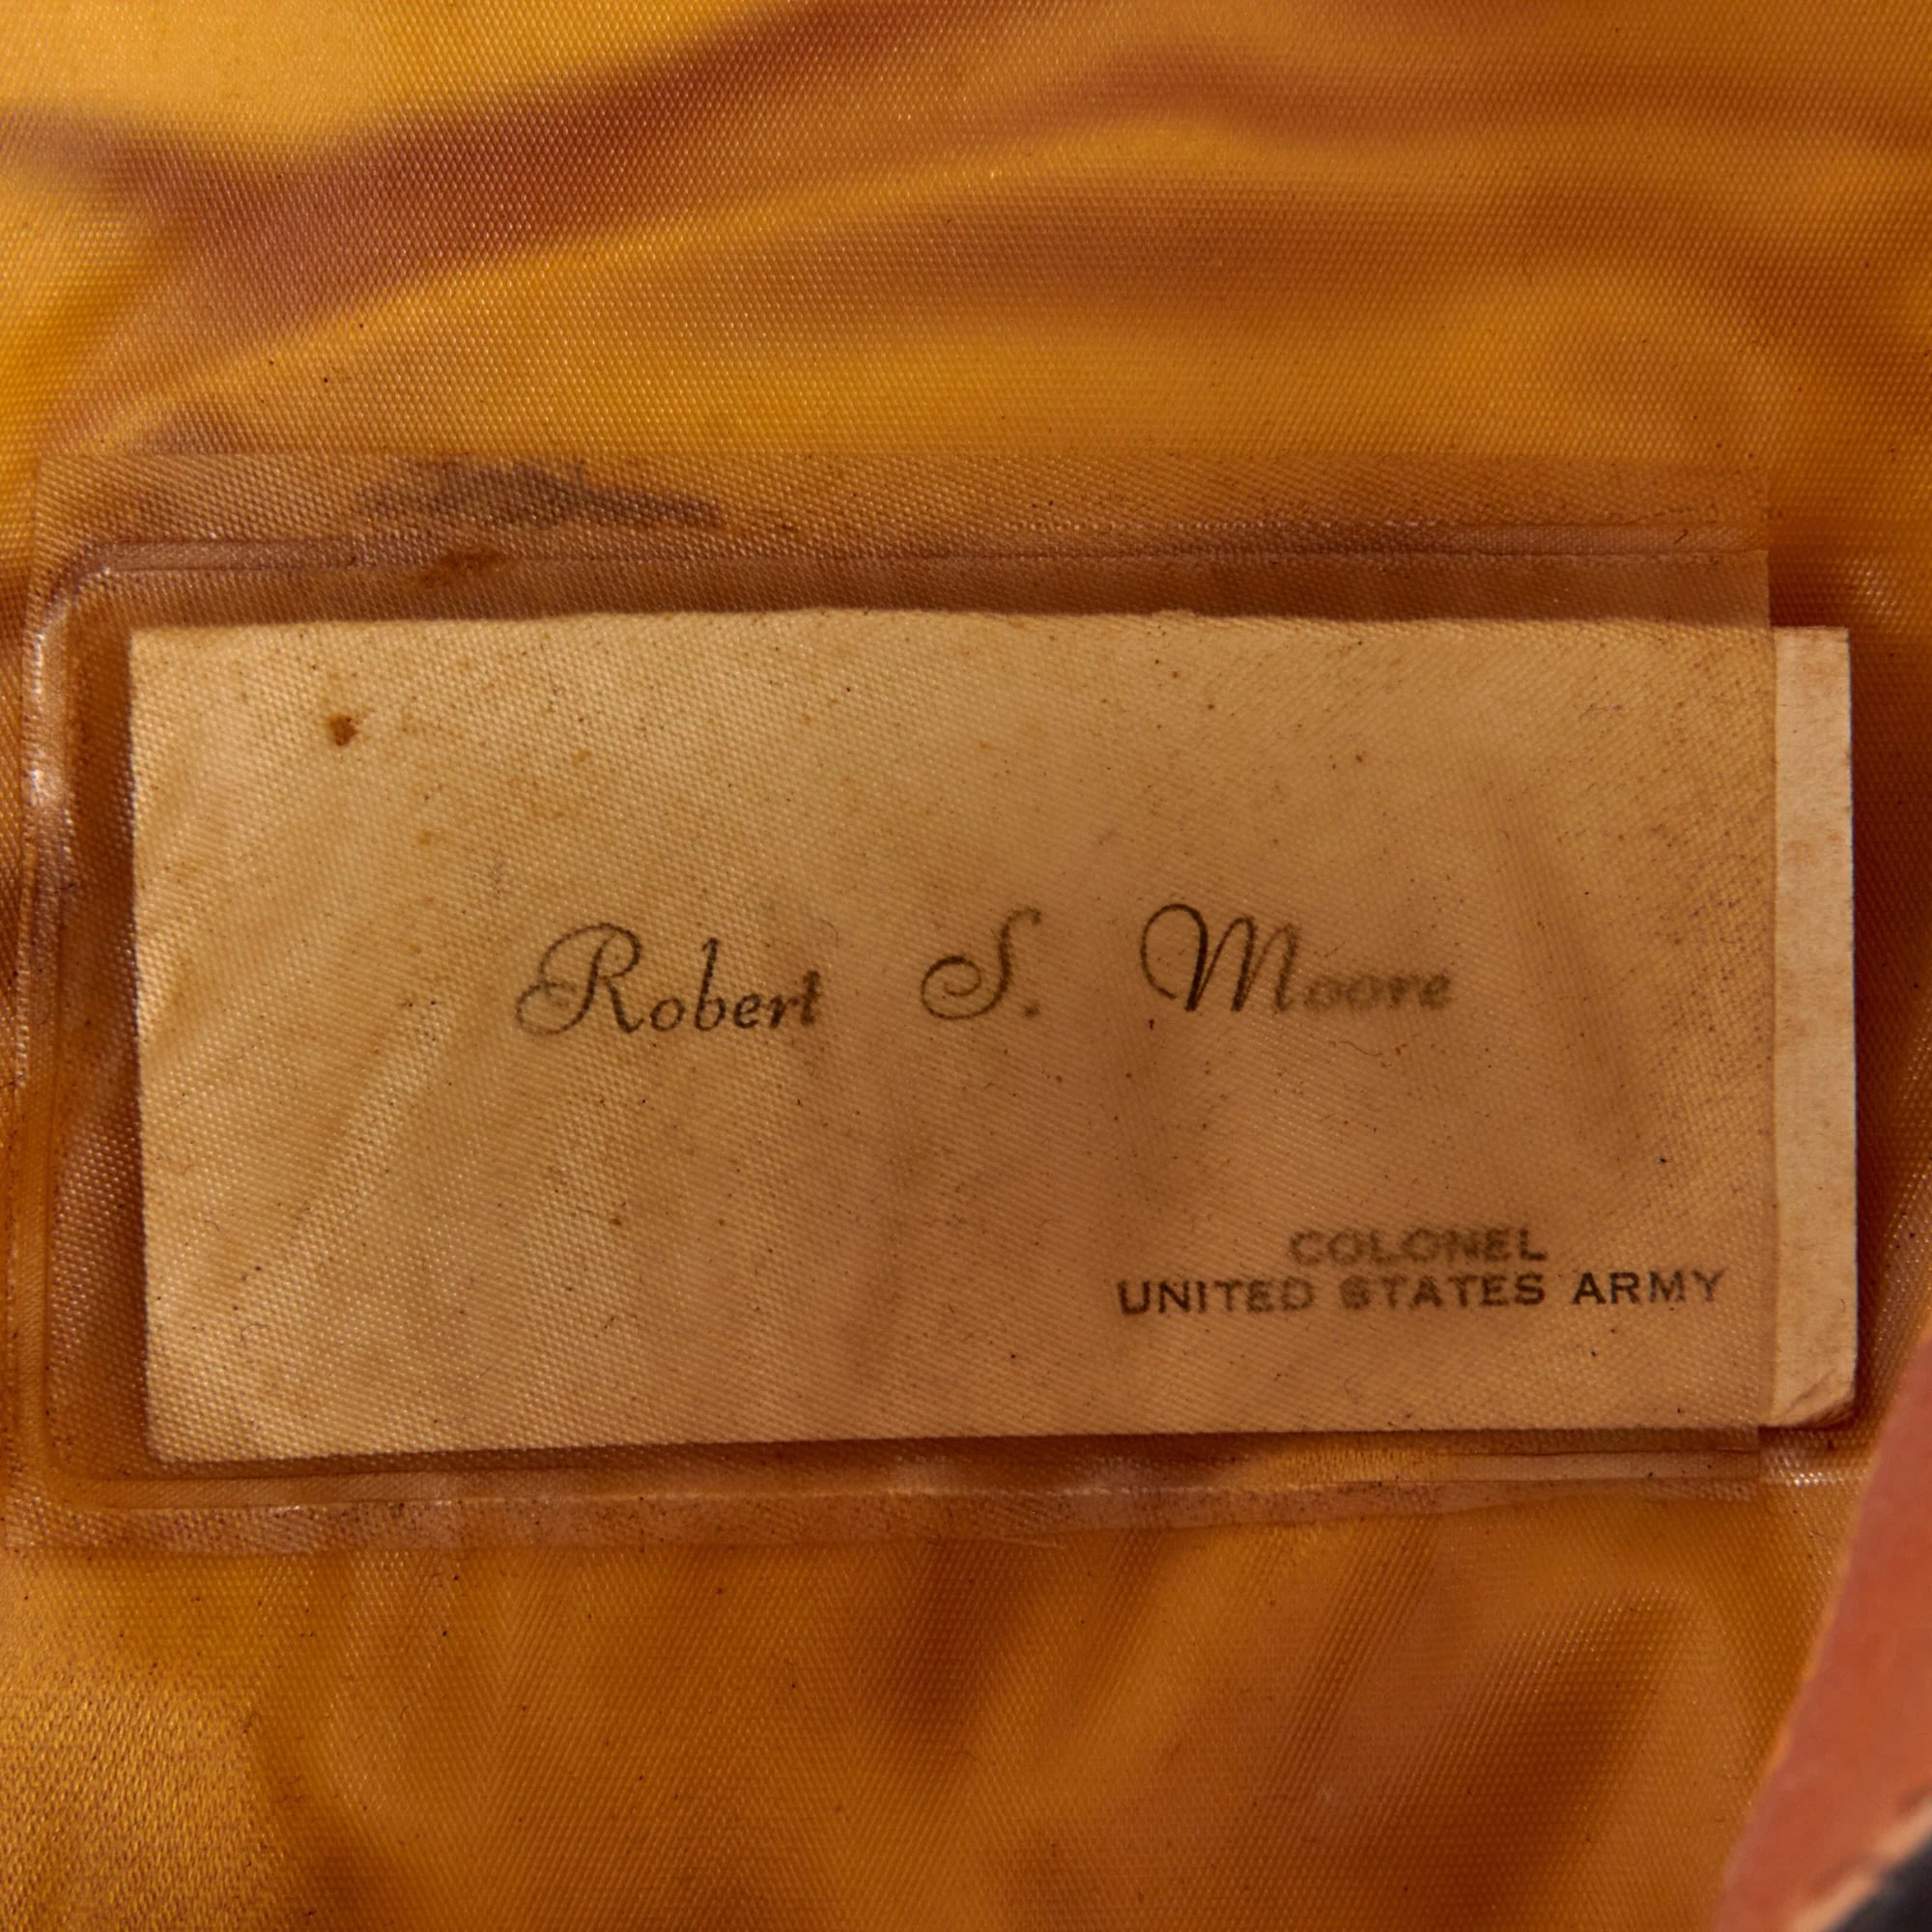 Robert S. Moore
COLONEL
UNITED STATES ARMY